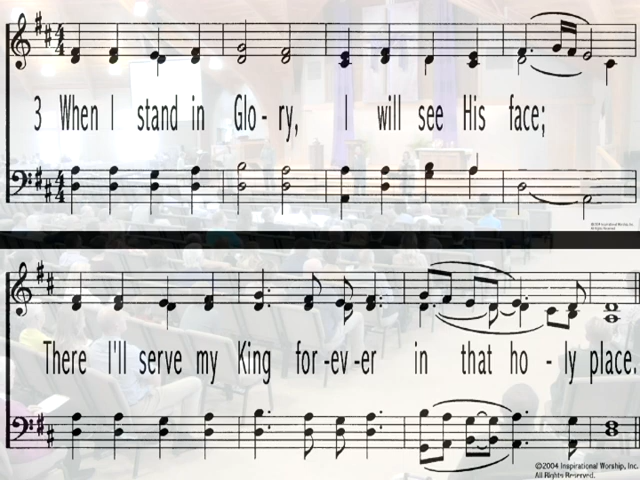 3 When I stand in Glo - ry, I will see His face;
There I'll serve my King for -ev -er in that ho - ly place.
©2004 Inspirational Worship, Inc.
All Rights Reserved.